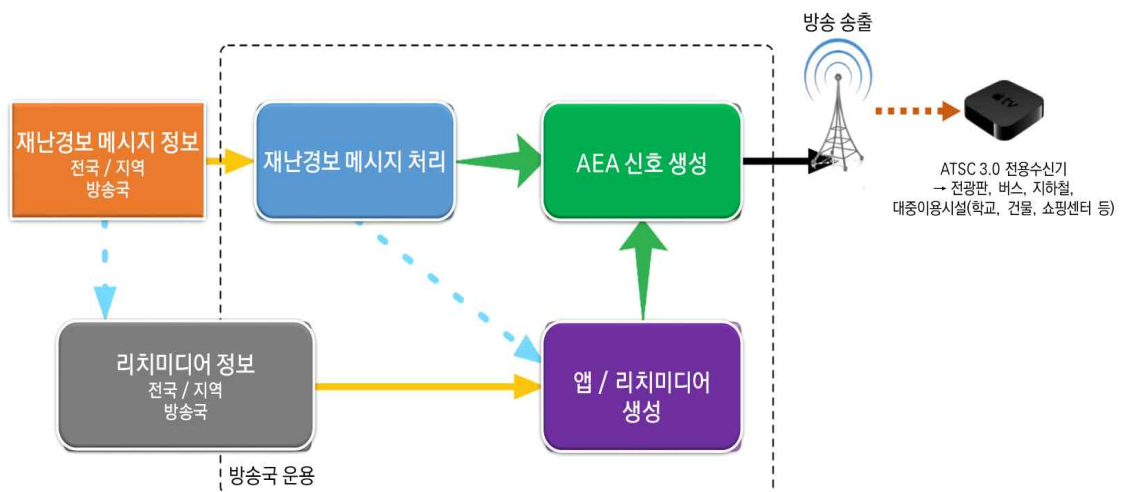 방송 송출
재난경보 메시지 정보
전국 / 지역
방송국
재난경보 메시지 처리
AEA 신호 생성
tv
ATSC 3.0 전용수신기
→ 전광판, 버스, 지하철,
대중이용시설(학교, 건물, 쇼핑센터 등)
리치미디어 정보
전국 / 지역
방송국
앱 / 리치미디어
생성
방송국 운용